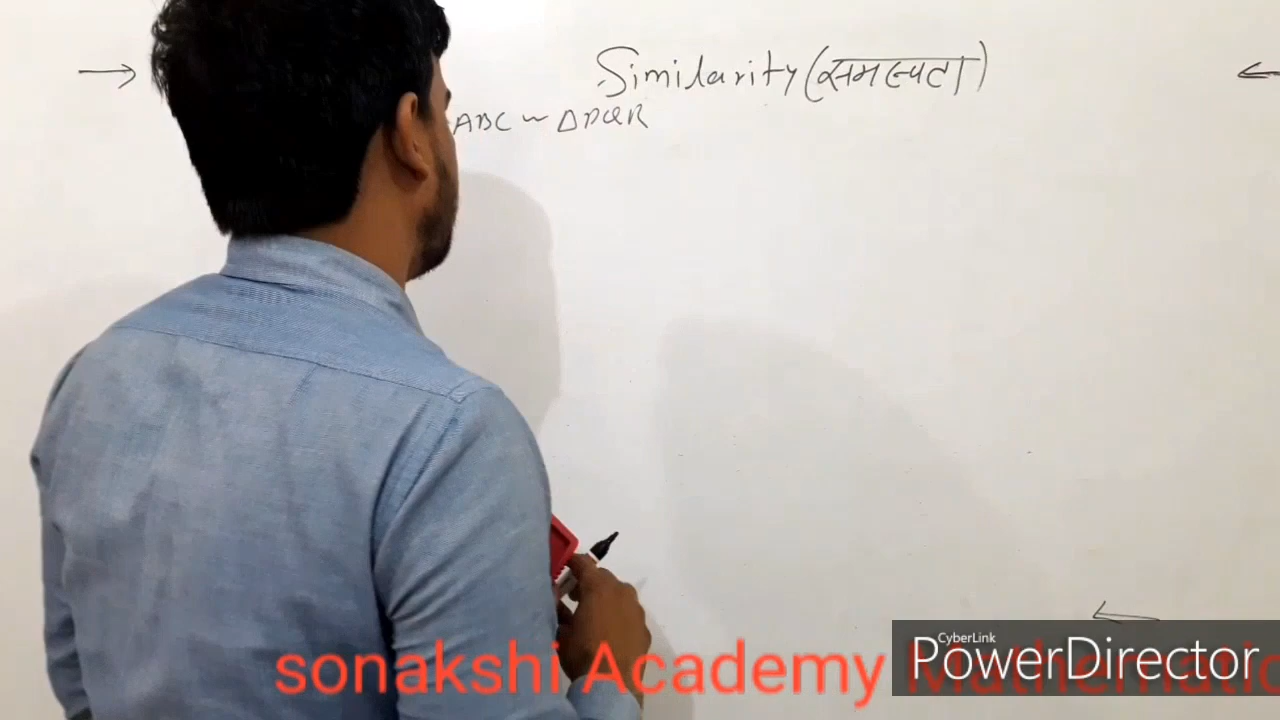 → Similarity (समरूपता) ←
ABC ~ ΔPQR
←
CyberLink
PowerDirector
sonakshi Academy